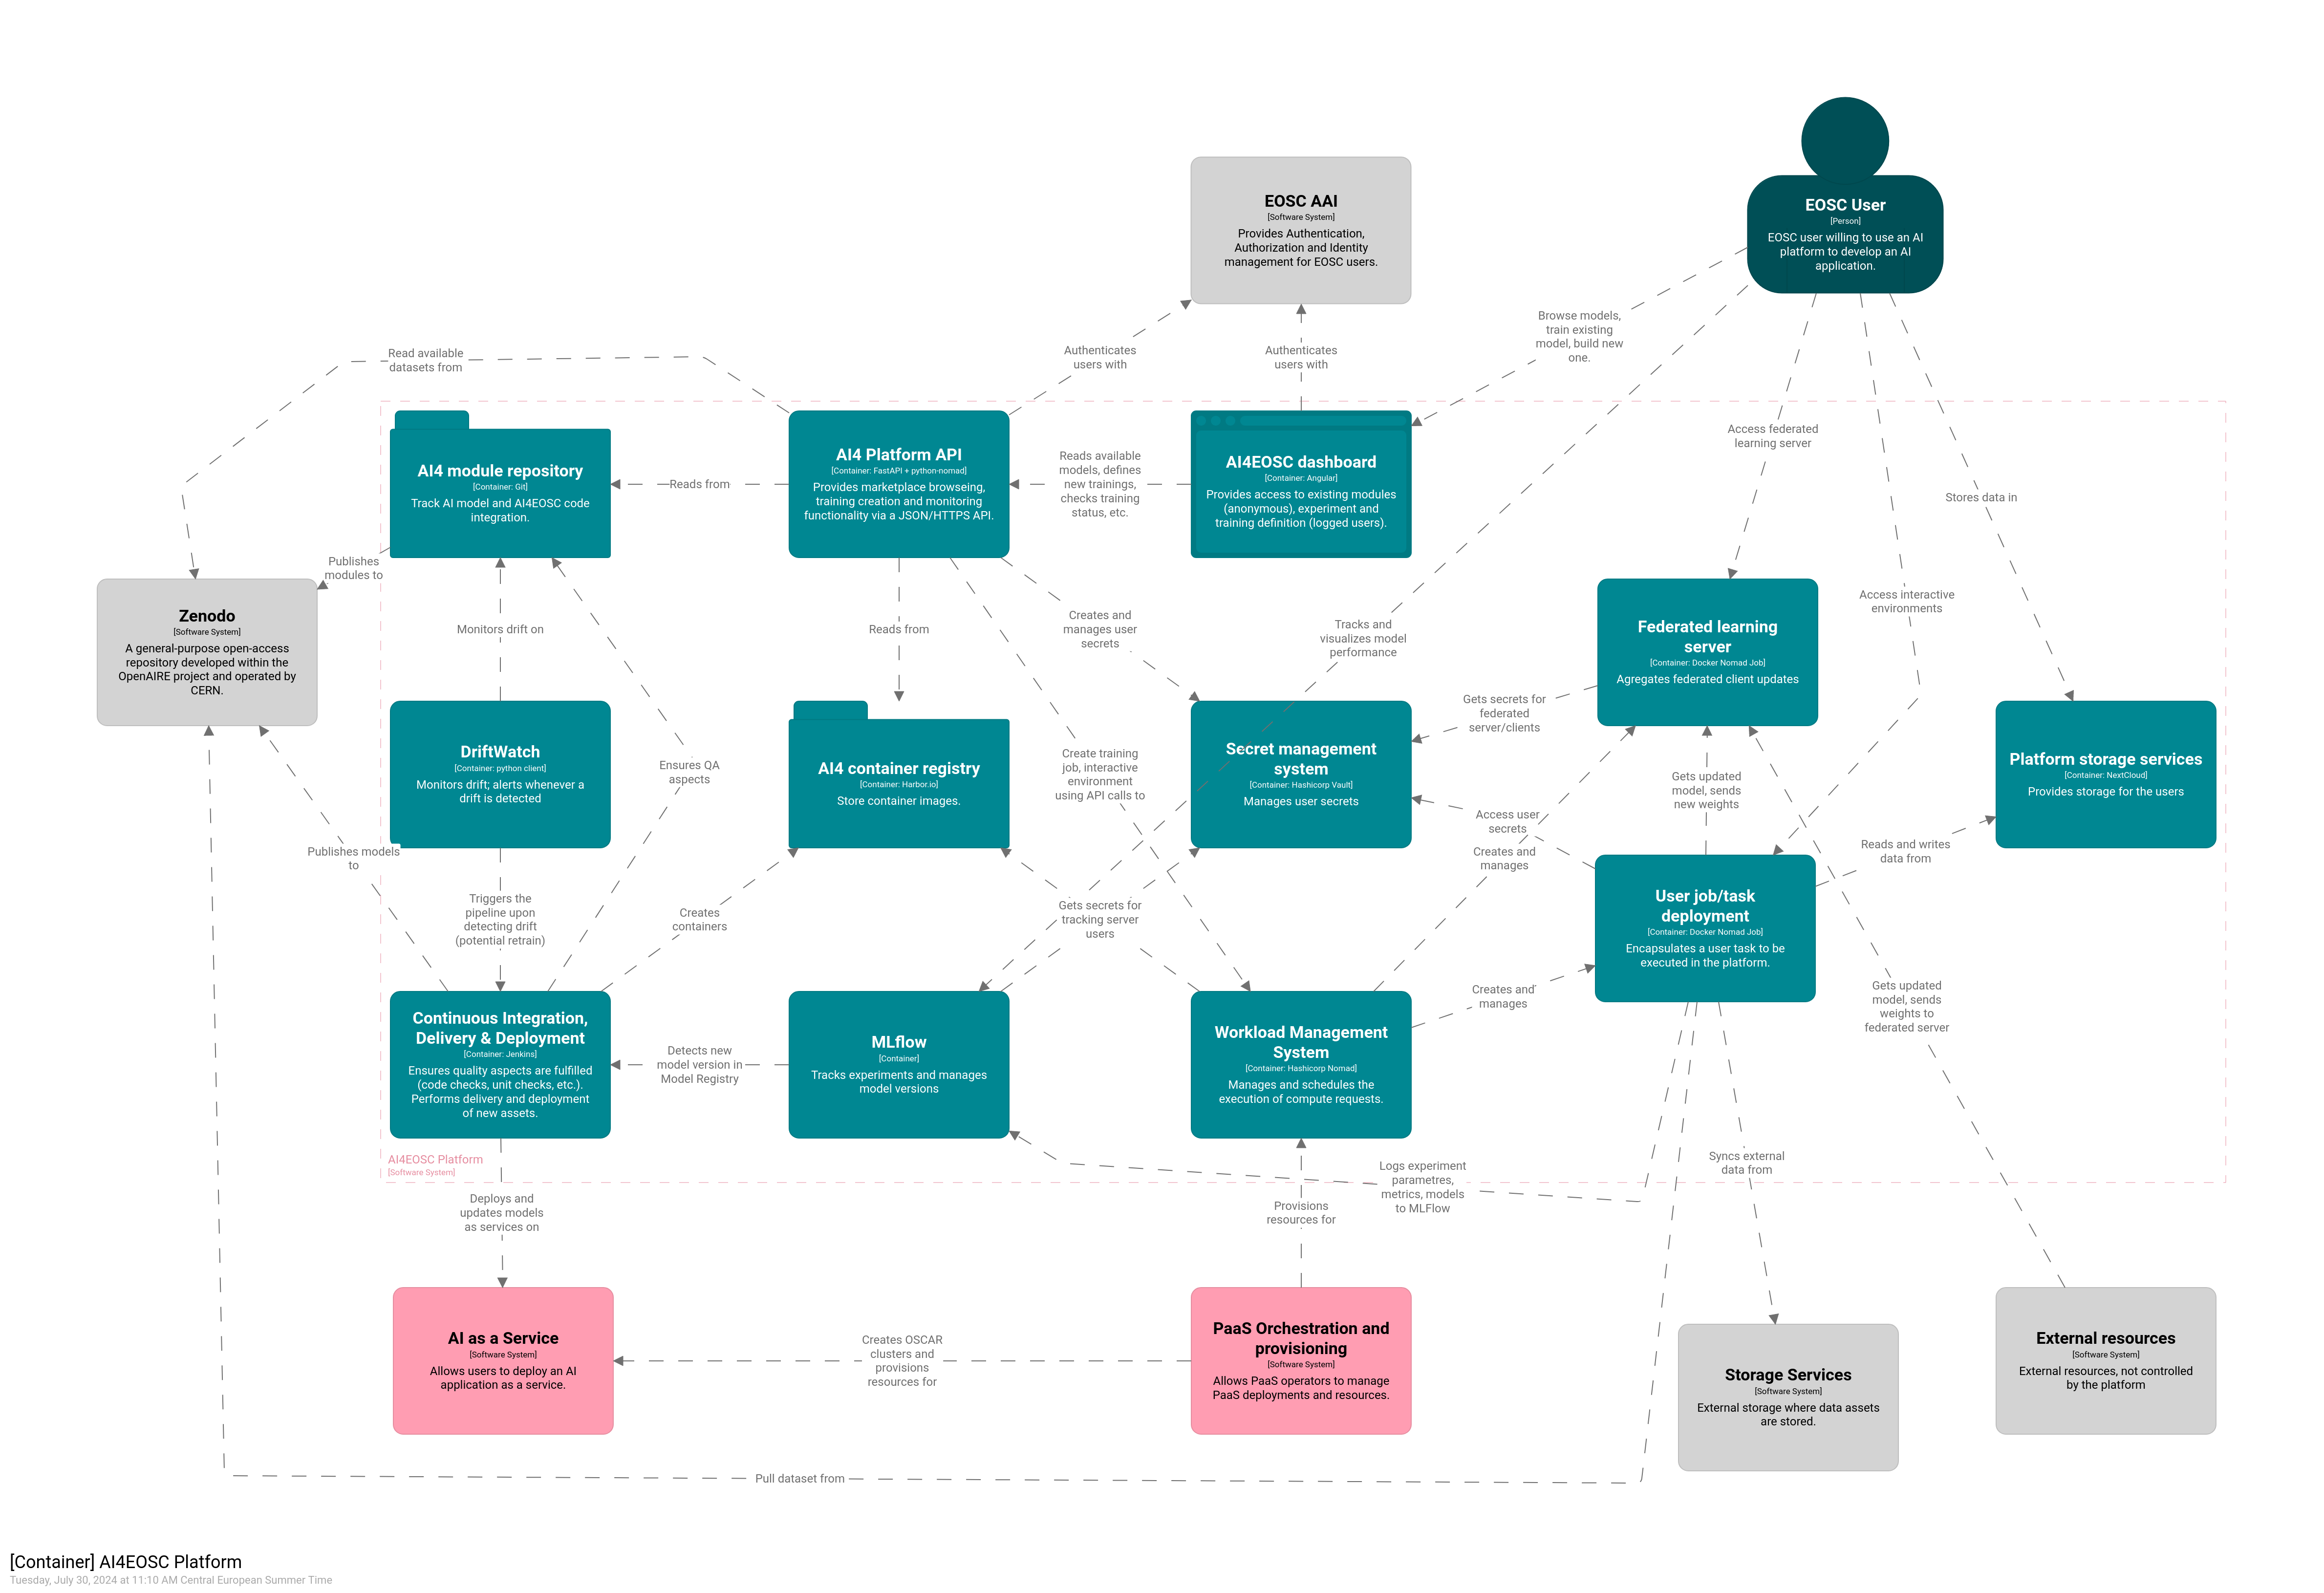 EOSC User
[Person]
EOSC user willing to use an AI
platform to develop an AI
application.
EOSC AAI
[Software System]
Provides Authentication,
Authorization and Identity
management for EOSC users.
Browse models,
train existing
model, build new
one.
Read available
datasets from
Authenticates
users with
Authenticates
users with
Access federated
learning server
AI4 module repository
[Container: Git]
Track AI model and AI4EOSC code
integration.
Reads from
AI4 Platform API
[Container: FastAPI + python-nomad]
Provides marketplace browseing,
training creation and monitoring
functionality via a JSON/HTTPS API.
Reads available
models, defines
new trainings,
checks training
status, etc.
AI4EOSC dashboard
[Container: Angular]
Provides access to existing modules
(anonymous), experiment and
training definition (logged users).
Stores data in
Publishes
modules to
Zenodo
[Software System]
A general-purpose open-access
repository developed within the
OpenAIRE project and operated by
CERN.
Monitors drift on
Reads from
Creates and
manages user
secrets
Tracks and
visualizes model
performance
Federated learning
server
[Container: Docker Nomad Job]
Agregates federated client updates
Access interactive
environments
Gets secrets for
federated
server/clients
DriftWatch
[Container: python client]
Monitors drift; alerts whenever a
drift is detected
Ensures QA
aspects
AI4 container registry
[Container: Harbor.io]
Store container images.
Create training
job, interactive
environment
using API calls to
Secret management
system
[Container: Hashicorp Vault]
Manages user secrets
Gets updated
model, sends
new weights
Platform storage services
[Container: NextCloud]
Provides storage for the users
Access user
secrets
Creates and
manages
Reads and writes
data from
Publishes models
to
Triggers the
pipeline upon
detecting drift
(potential retrain)
Creates
containers
Gets secrets for
tracking server
users
User job/task
deployment
[Container: Docker Nomad Job]
Encapsulates a user task to be
executed in the platform.
Creates and
manages
Gets updated
model, sends
weights to
federated server
Continuous Integration,
Delivery & Deployment
[Container: Jenkins]
Ensures quality aspects are fulfilled
(code checks, unit checks, etc.).
Performs delivery and deployment
of new assets.
Detects new
model version in
Model Registry
MLflow
[Container]
Tracks experiments and manages
model versions
Workload Management
System
[Container: Hashicorp Nomad]
Manages and schedules the
execution of compute requests.
AI4EOSC Platform
[Software System]
Syncs external
data from
Logs experiment
parametres,
metrics, models
to MLFlow
Deploys and
updates models
as services on
Provisions
resources for
AI as a Service
[Software System]
Allows users to deploy an AI
application as a service.
Creates OSCAR
clusters and
provisions
resources for
PaaS Orchestration and
provisioning
[Software System]
Allows PaaS operators to manage
PaaS deployments and resources.
Storage Services
[Software System]
External storage where data assets
are stored.
External resources
[Software System]
External resources, not controlled
by the platform
Pull dataset from
[Container] AI4EOSC Platform
Tuesday, July 30, 2024 at 11:10 AM Central European Summer Time